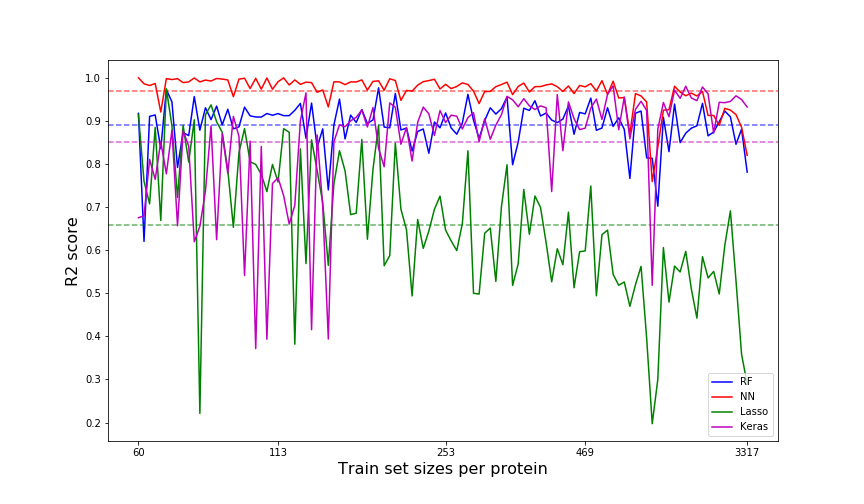 1.0
0.9
0.8
0.7
0.6
0.5
0.4
0.3
0.2
R2 score
60
113
253
469
3317
Train set sizes per protein
RF
NN
Lasso
Keras